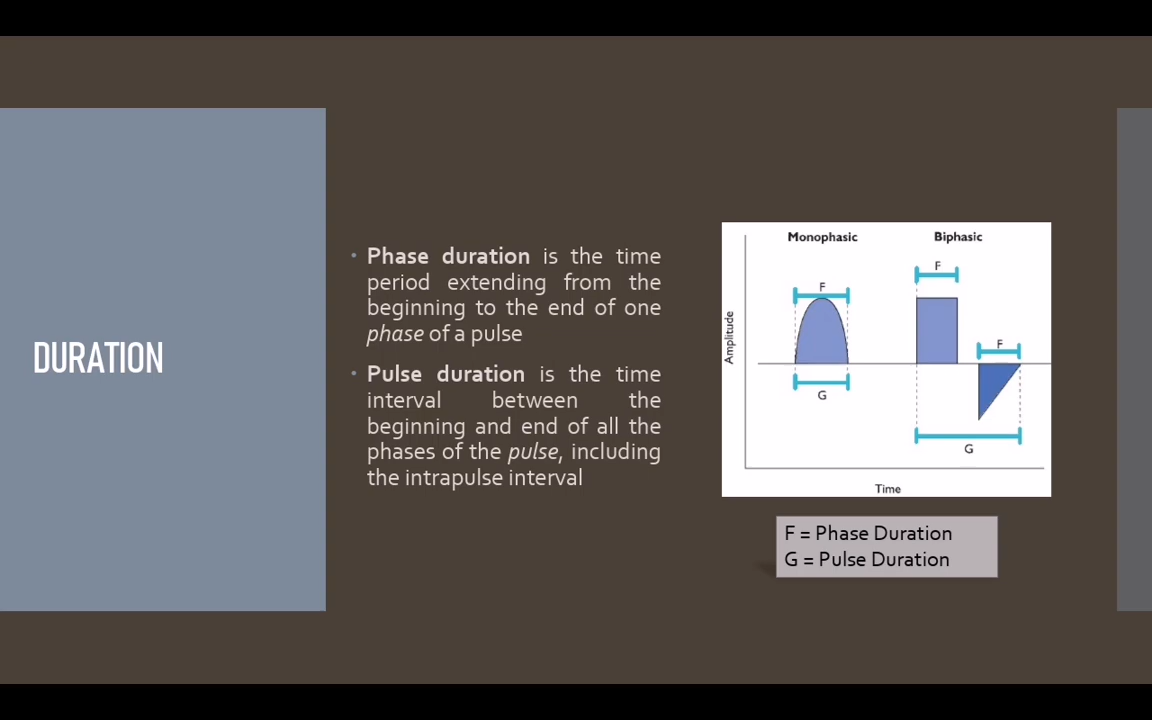 DURATION
• Phase duration is the time
period extending from the
beginning to the end of one
phase of a pulse
• Pulse duration is the time
interval between the
beginning and end of all the
phases of the pulse, including
the intrapulse interval
Monophasic
Biphasic
F
F
F
G
G
Amplitude
Time
F = Phase Duration
G = Pulse Duration